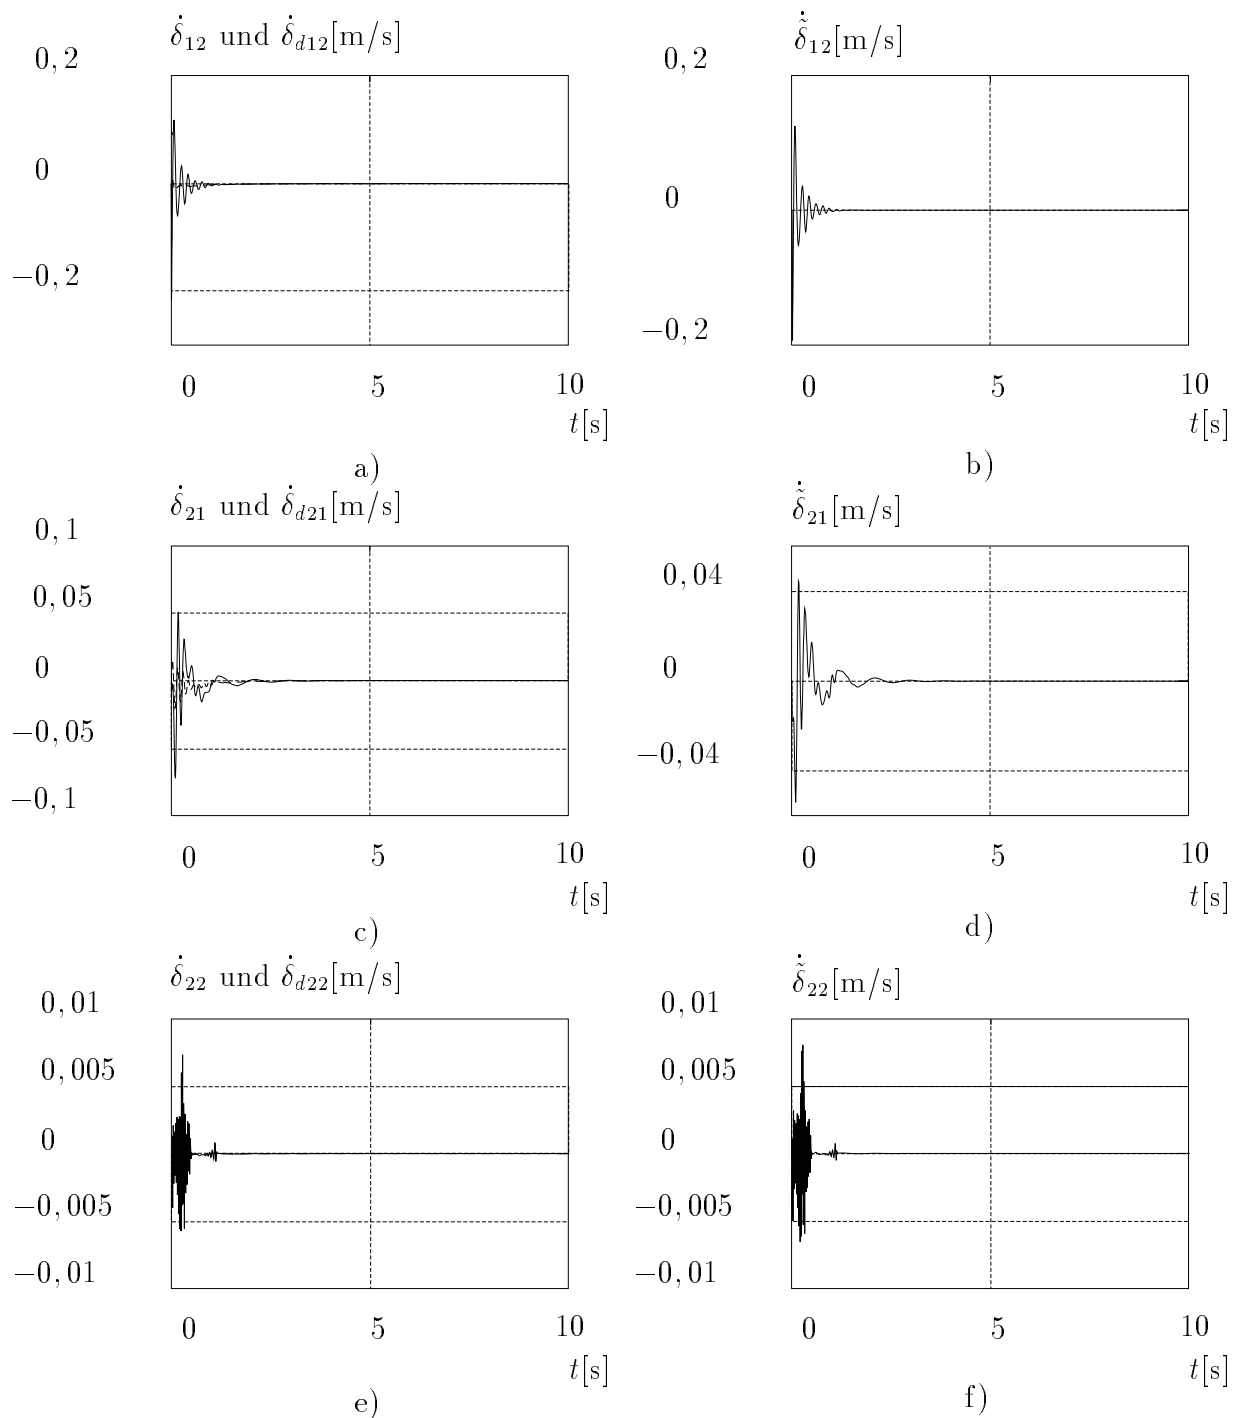 δ̇₁₂ und δ̇_d12[m/s]
0, 2
0
−0, 2
0 5 10
t[s]
a)
δ̃̇₁₂[m/s]
0, 2
0
−0, 2
0 5 10
t[s]
b)
δ̇₂₁ und δ̇_d21[m/s]
0, 1
0, 05
0
−0, 05
−0, 1
0 5 10
t[s]
c)
δ̃̇₂₁[m/s]
0, 04
0
−0, 04
0 5 10
t[s]
d)
δ̇₂₂ und δ̇_d22[m/s]
0, 01
0, 005
0
−0, 005
−0, 01
0 5 10
t[s]
e)
δ̃̇₂₂[m/s]
0, 01
0, 005
0
−0, 005
−0, 01
0 5 10
t[s]
f)